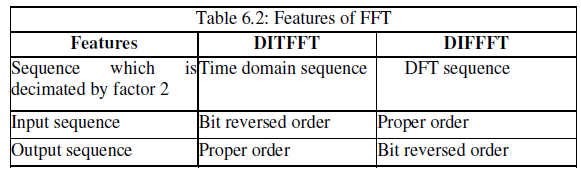 Table 6.2: Features of FFT
Features DITFFT DIFFFT
Sequence which is Time domain sequence DFT sequence
decimated by factor 2
Input sequence Bit reversed order Proper order
Output sequence Proper order Bit reversed order